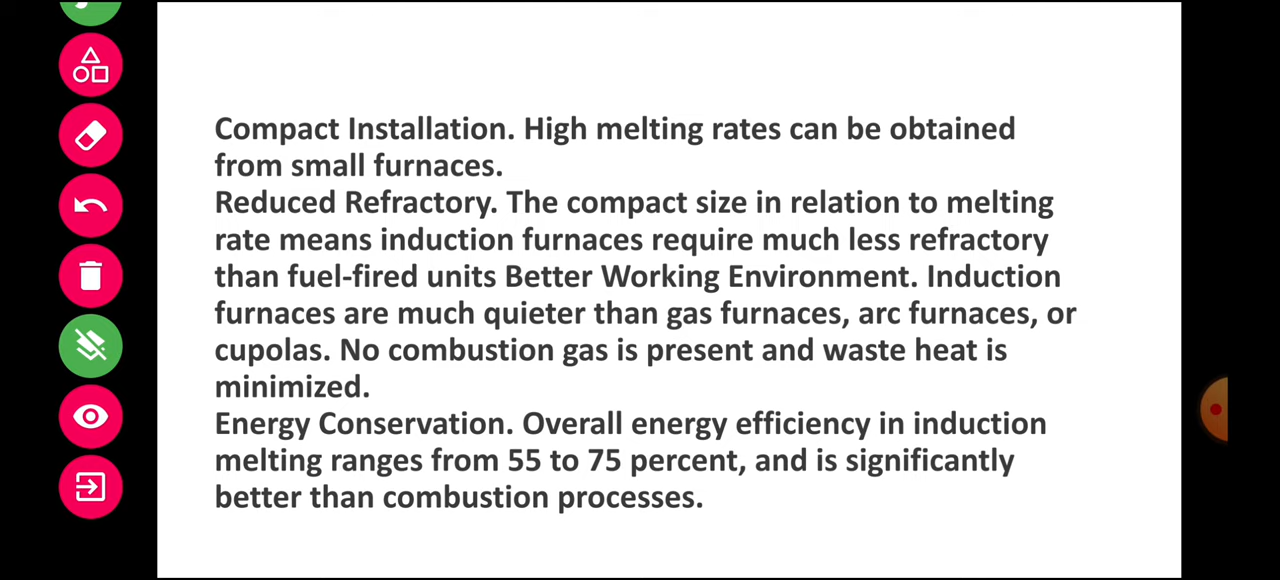 Compact Installation. High melting rates can be obtained
from small furnaces.
Reduced Refractory. The compact size in relation to melting
rate means induction furnaces require much less refractory
than fuel-fired units Better Working Environment. Induction
furnaces are much quieter than gas furnaces, arc furnaces, or
cupolas. No combustion gas is present and waste heat is
minimized.
Energy Conservation. Overall energy efficiency in induction
melting ranges from 55 to 75 percent, and is significantly
better than combustion processes.